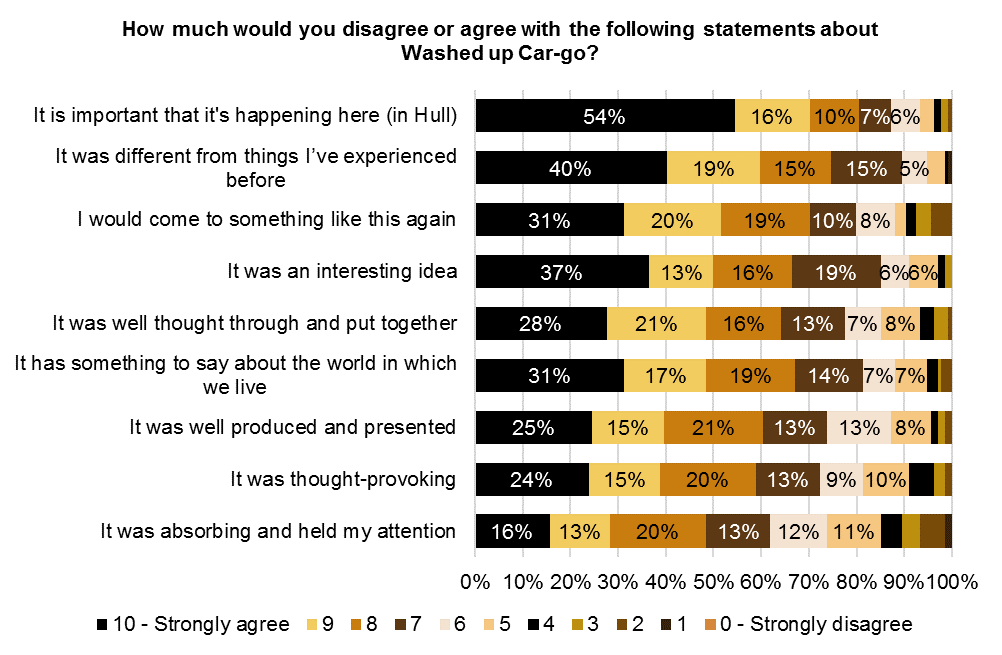 How much would you disagree or agree with the following statements about
Washed up Car-go?
It is important that it's happening here (in Hull)
54% 16% 10% 7% 6%
It was different from things I’ve experienced
before
40% 19% 15% 15% 5%
I would come to something like this again
31% 20% 19% 10% 8%
It was an interesting idea
37% 13% 16% 19% 6% 6%
It was well thought through and put together
28% 21% 16% 13% 7% 8%
It has something to say about the world in which
we live
31% 17% 19% 14% 7% 7%
It was well produced and presented
25% 15% 21% 13% 13% 8%
It was thought-provoking
24% 15% 20% 13% 9% 10%
It was absorbing and held my attention
16% 13% 20% 13% 12% 11%
0% 10% 20% 30% 40% 50% 60% 70% 80% 90% 100%
10 - Strongly agree 9 8 7 6 5 4 3 2 1 0 - Strongly disagree